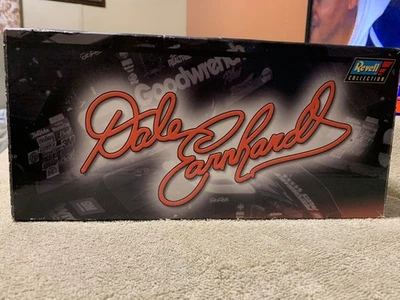 Revell
COLLECTION
Goodwrench
Dale
Earnhardt